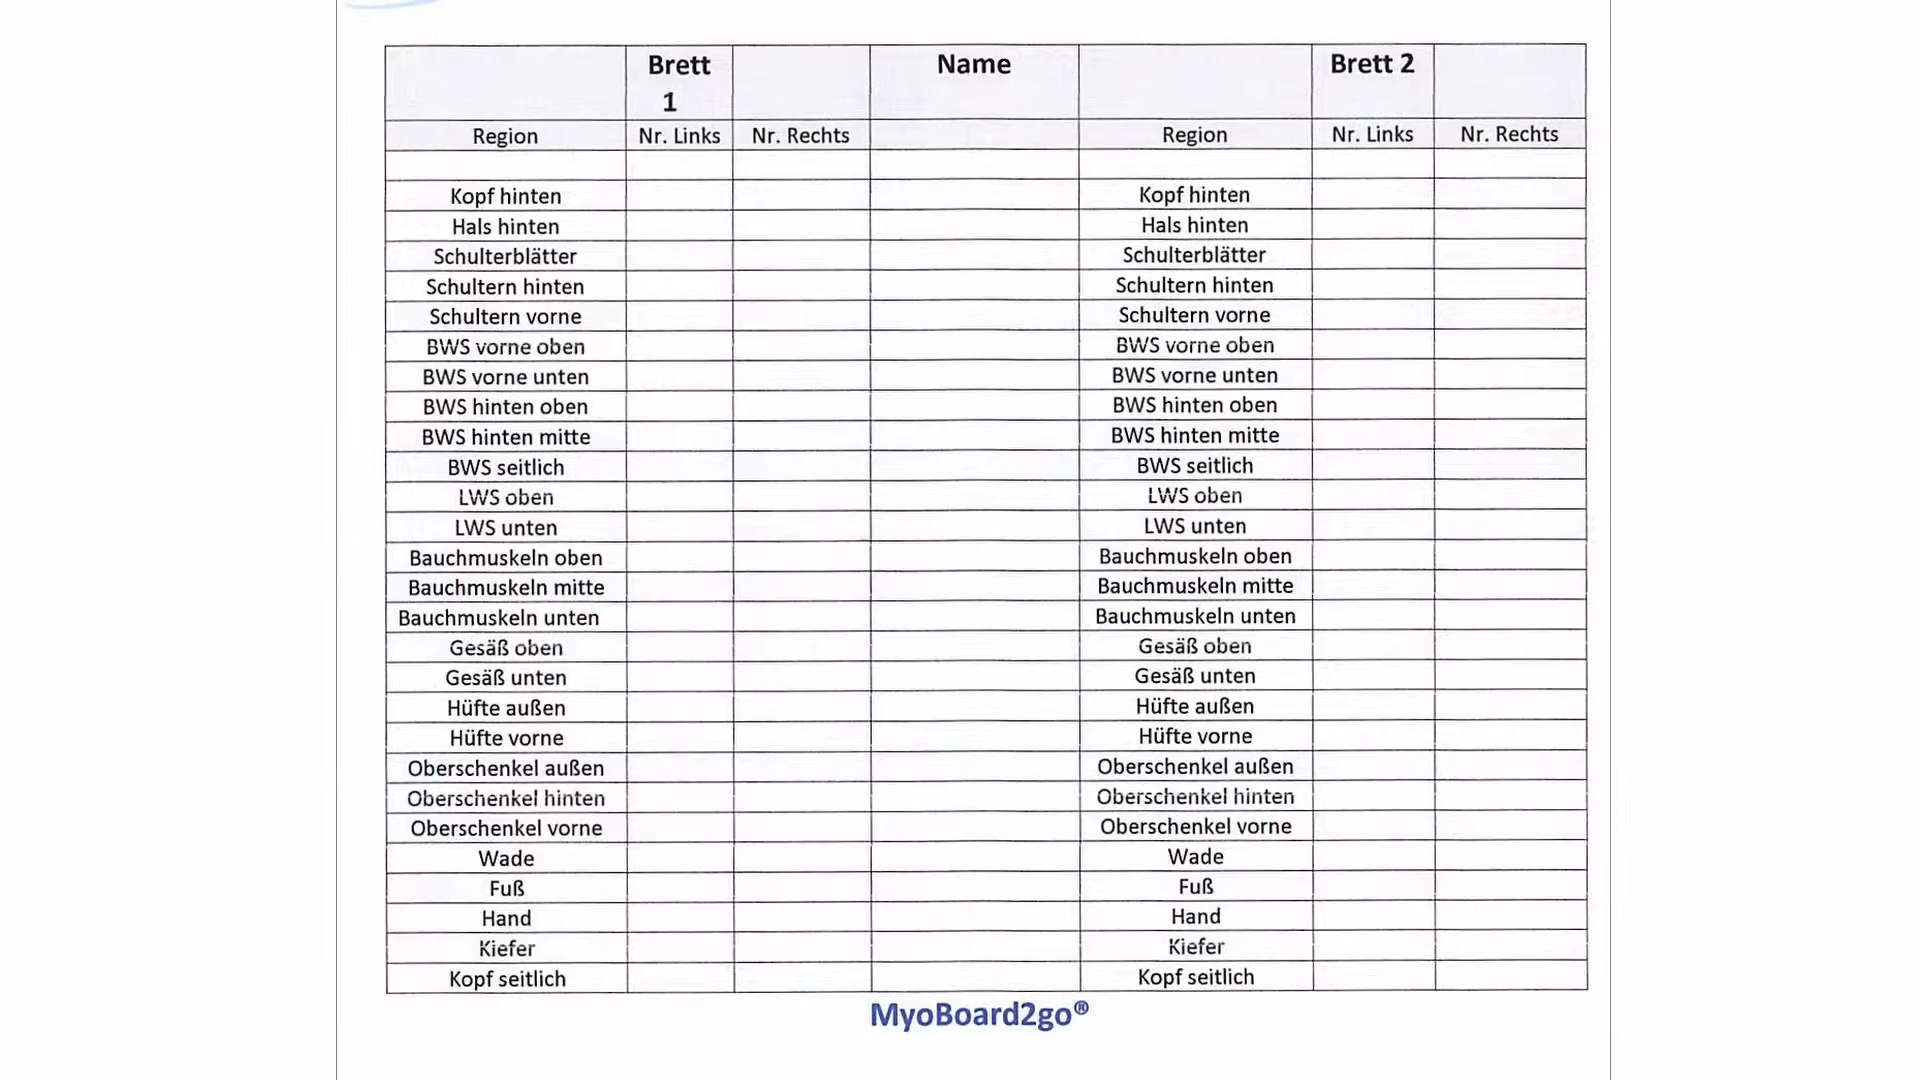 Brett 1 Name Brett 2
Region Nr. Links Nr. Rechts Region Nr. Links Nr. Rechts
Kopf hinten Kopf hinten
Hals hinten Hals hinten
Schulterblätter Schulterblätter
Schultern hinten Schultern hinten
Schultern vorne Schultern vorne
BWS vorne oben BWS vorne oben
BWS vorne unten BWS vorne unten
BWS hinten oben BWS hinten oben
BWS hinten mitte BWS hinten mitte
BWS seitlich BWS seitlich
LWS oben LWS oben
LWS unten LWS unten
Bauchmuskeln oben Bauchmuskeln oben
Bauchmuskeln mitte Bauchmuskeln mitte
Bauchmuskeln unten Bauchmuskeln unten
Gesäß oben Gesäß oben
Gesäß unten Gesäß unten
Hüfte außen Hüfte außen
Hüfte vorne Hüfte vorne
Oberschenkel außen Oberschenkel außen
Oberschenkel hinten Oberschenkel hinten
Oberschenkel vorne Oberschenkel vorne
Wade Wade
Fuß Fuß
Hand Hand
Kiefer Kiefer
Kopf seitlich Kopf seitlich
MyoBoard2go®